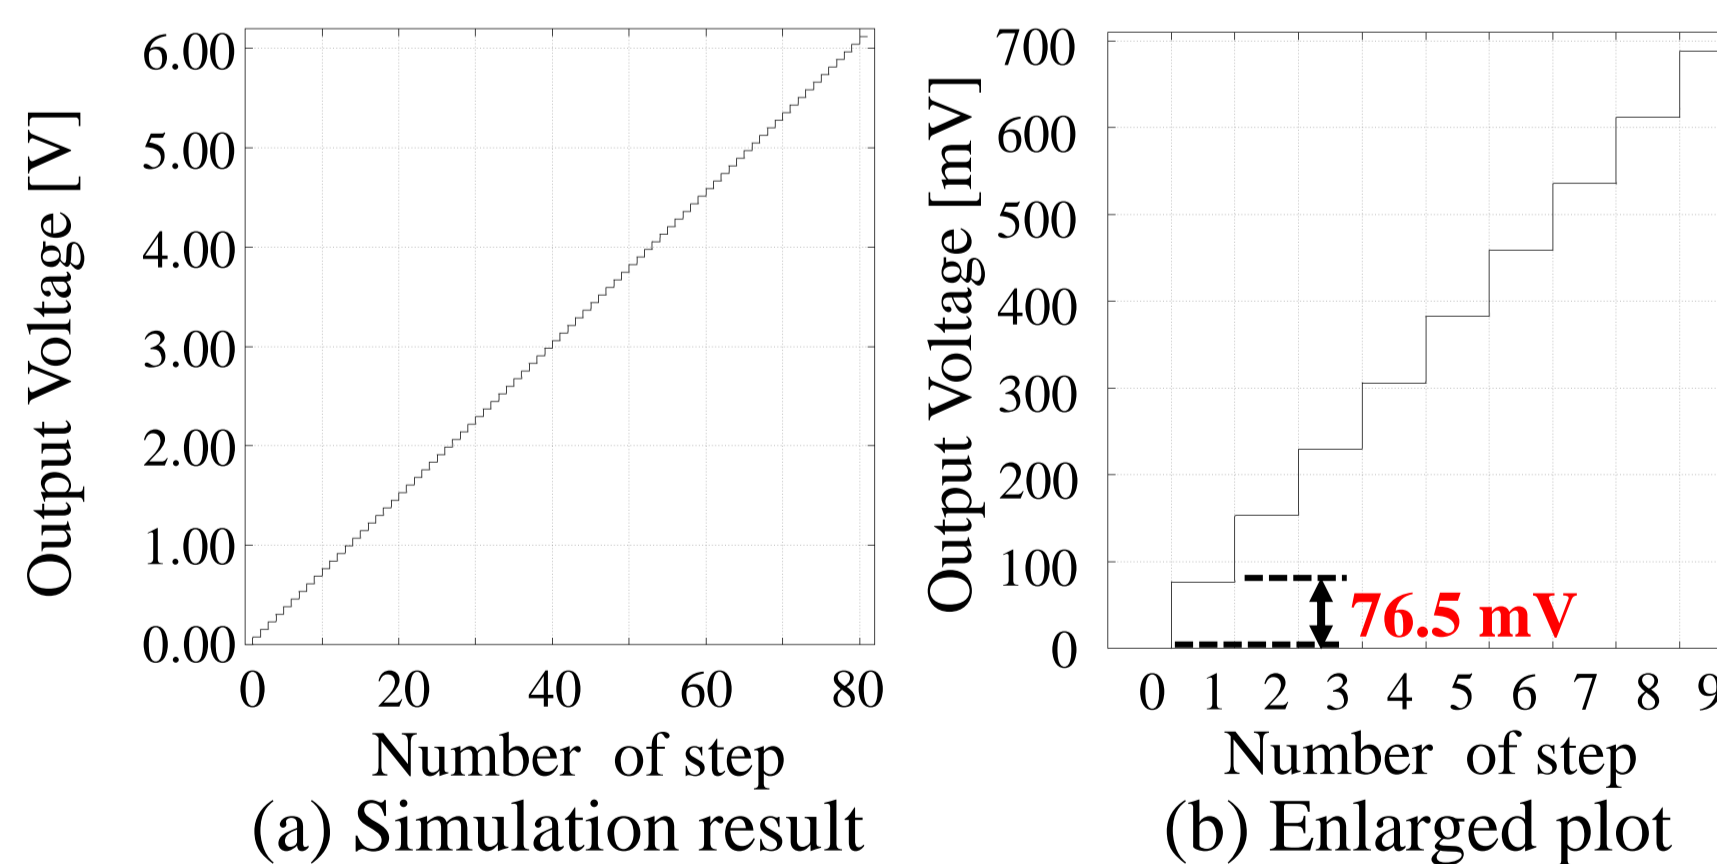 Output Voltage [V]
6.00
5.00
4.00
3.00
2.00
1.00
0.00
0 20 40 60 80
Number of step
(a) Simulation result
Output Voltage [mV]
700
600
500
400
300
200
100
0
76.5 mV
0 1 2 3 4 5 6 7 8 9
Number of step
(b) Enlarged plot